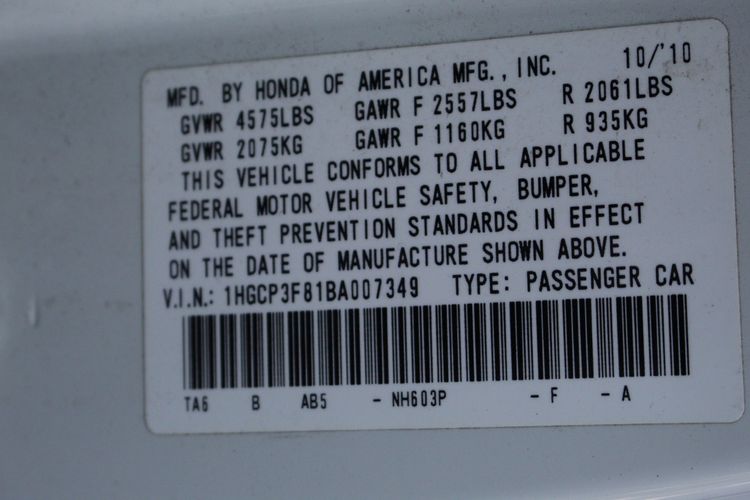 MFD. BY HONDA OF AMERICA MFG., INC. 10/'10
GVWR 4575LBS GAWR F 2557LBS R 2061LBS
GVWR 2075KG GAWR F 1160KG R 935KG
THIS VEHICLE CONFORMS TO ALL APPLICABLE
FEDERAL MOTOR VEHICLE SAFETY, BUMPER,
AND THEFT PREVENTION STANDARDS IN EFFECT
ON THE DATE OF MANUFACTURE SHOWN ABOVE.
V.I.N.: 1HGCP3F81BA007349 TYPE: PASSENGER CAR
TA6 B AB5 - NH603P - F - A